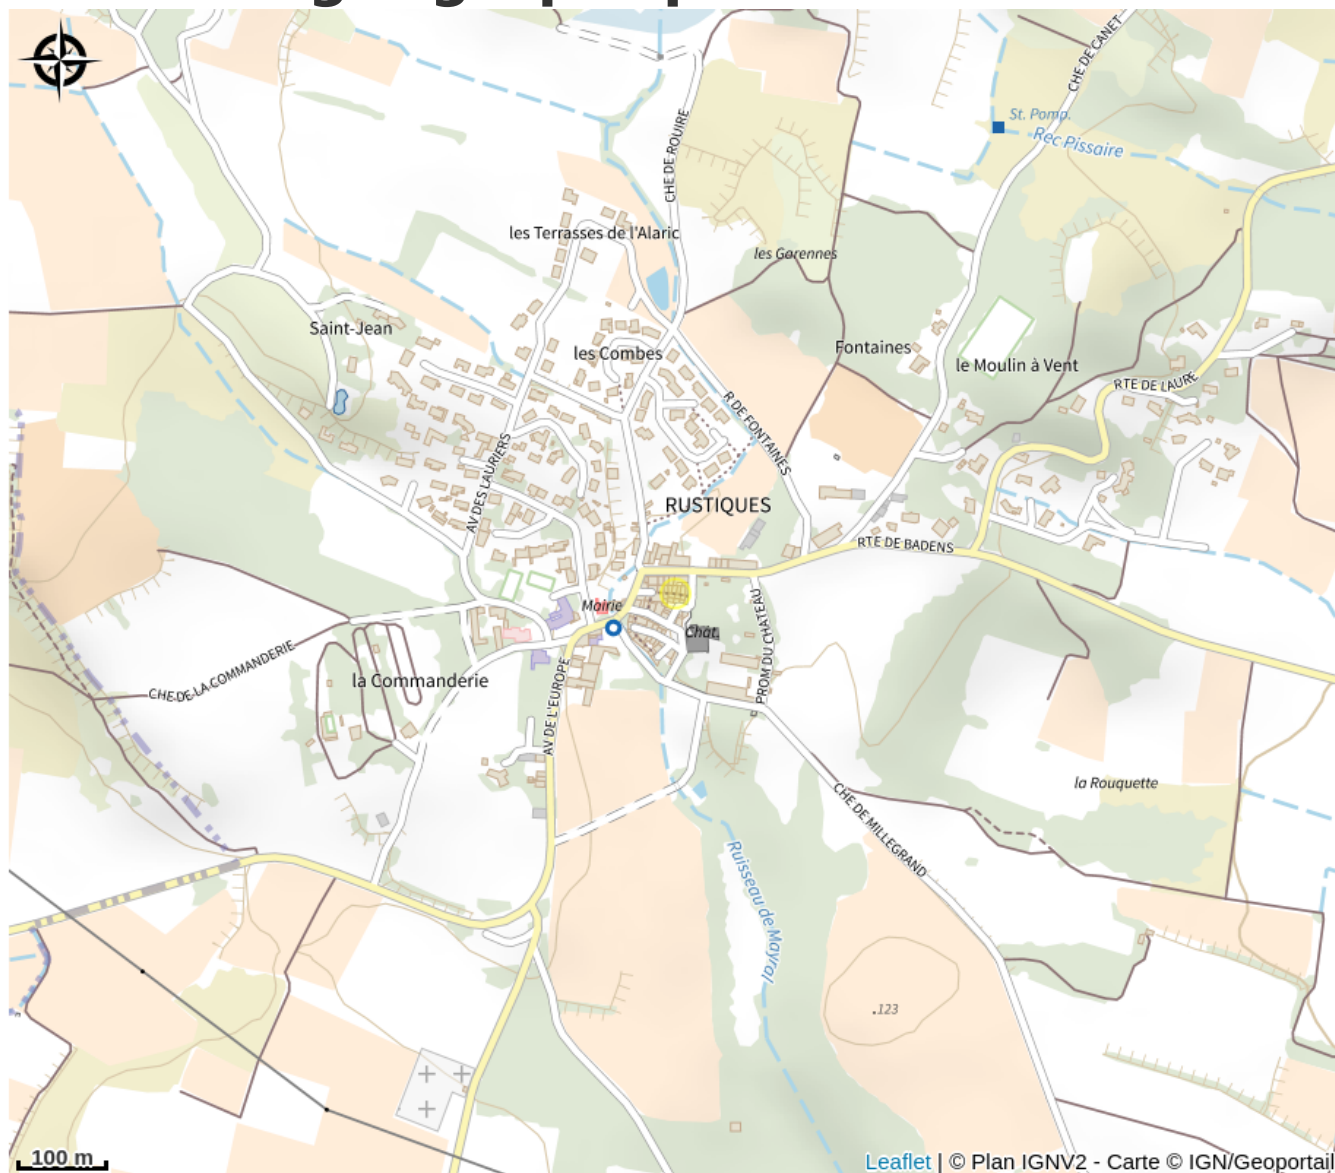 CHE DE CANET
St. Pomp.
Rec Pissaire
CHE DE ROUIRE
les Terrasses de l'Alaric
les Garennes
Saint-Jean
les Combes
Fontaines
le Moulin à Vent
RTE DE LAURE
R DE FONTAINES
AV DES LAURIERS
RUSTIQUES
RTE DE BADENS
Mairie
Chat.
PROM DU CHATEAU
CHE DE LA COMMANDERIE
la Commanderie
AV DE L'EUROPE
la Rouquette
CHE DE MILLEGRAND
Ruisseau de Mayral
.123
100 m
Leaflet | © Plan IGNV2 - Carte © IGN/Geoportail